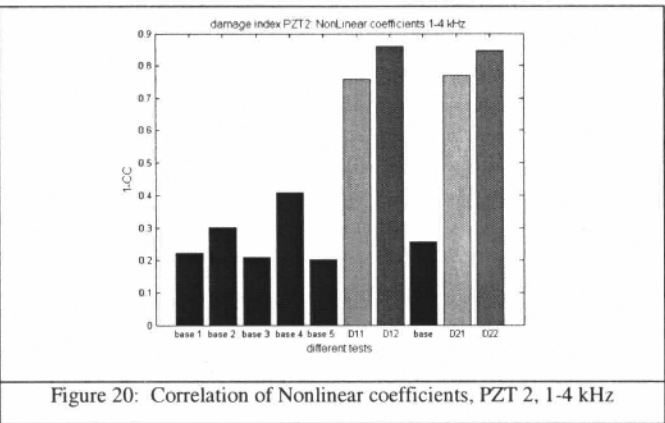 damage index PZT2: NonLinear coefficients 1-4 kHz
0.9
0.8
0.7
0.6
0.5
0.4
0.3
0.2
0.1
0
1-CC
base 1 base 2 base 3 base 4 base 5 D11 D12 base D21 D22
different tests
Figure 20: Correlation of Nonlinear coefficients, PZT 2, 1-4 kHz